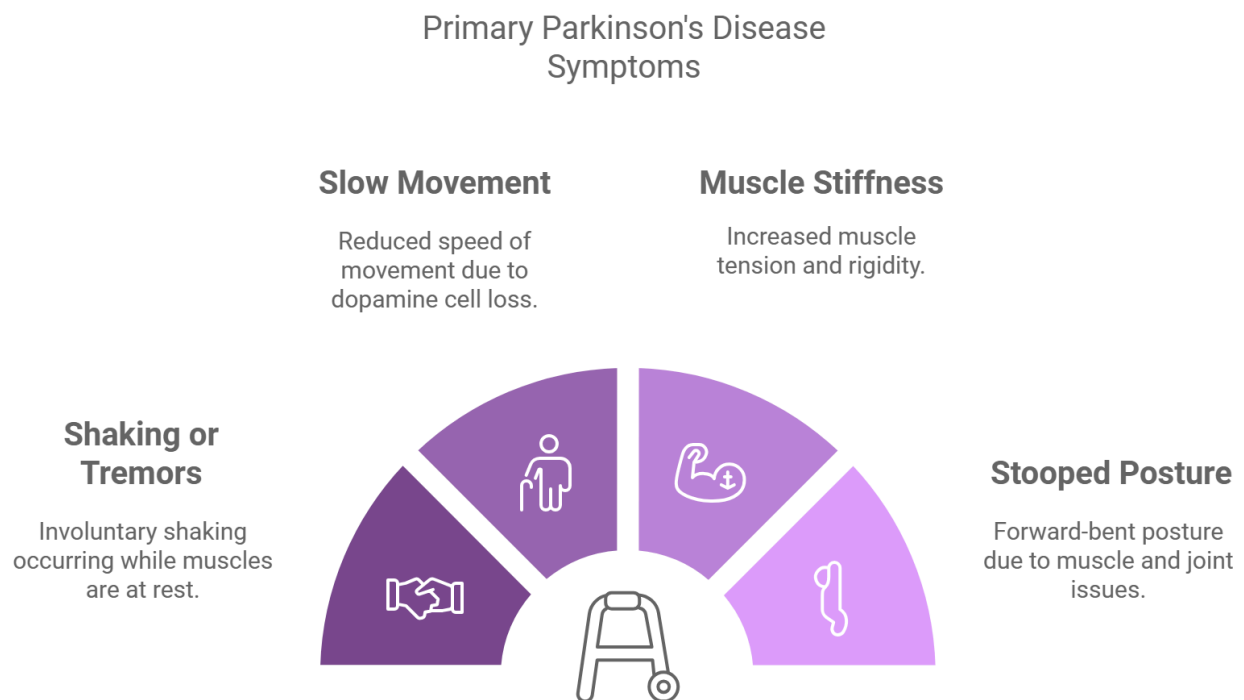 Primary Parkinson's Disease
Symptoms
Slow Movement
Reduced speed of
movement due to
dopamine cell loss.
Muscle Stiffness
Increased muscle
tension and rigidity.
Shaking or
Tremors
Involuntary shaking
occurring while muscles
are at rest.
Stooped Posture
Forward-bent posture
due to muscle and joint
issues.